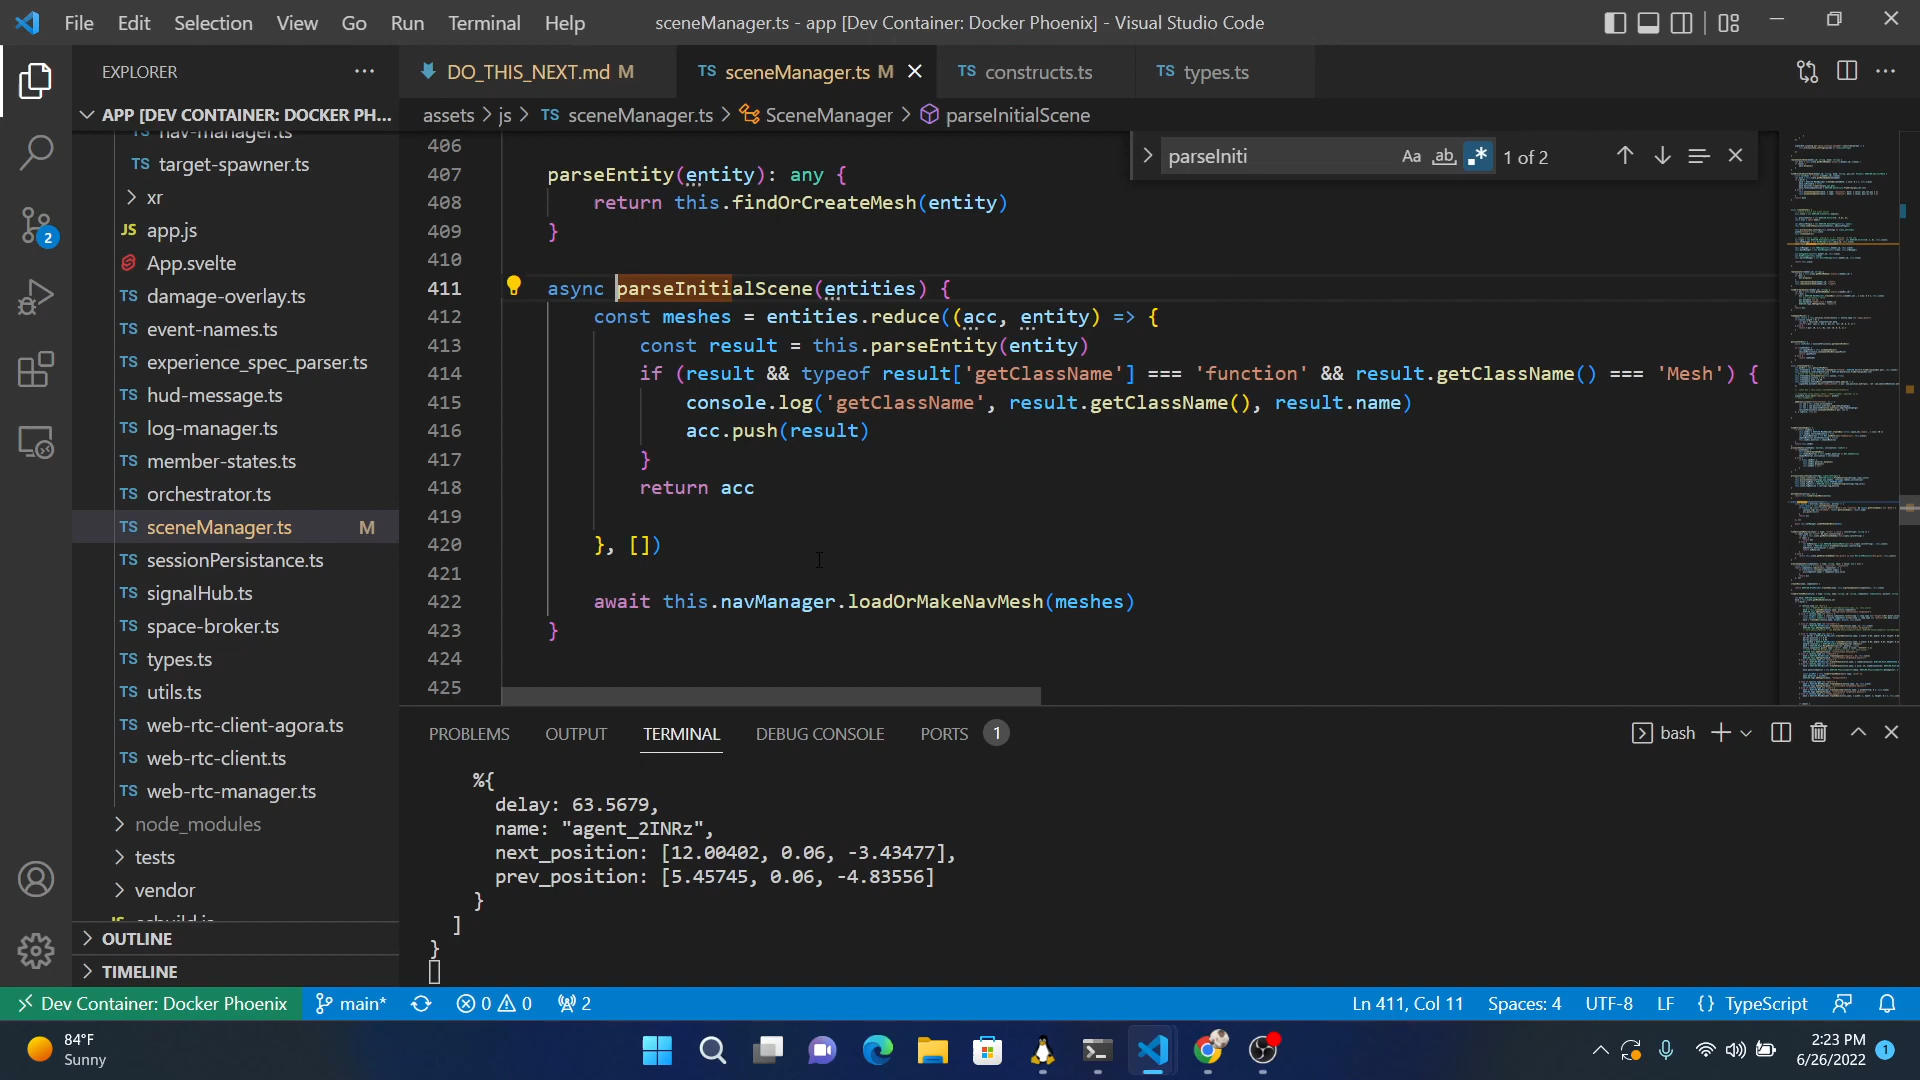 File Edit Selection View Go Run Terminal Help
sceneManager.ts - app [Dev Container: Docker Phoenix] - Visual Studio Code
EXPLORER
DO_THIS_NEXT.md M
TS sceneManager.ts M
TS constructs.ts
TS types.ts
APP [DEV CONTAINER: DOCKER PH...
assets > js > TS sceneManager.ts > SceneManager > parseInitialScene
TS nav-manager.ts
TS target-spawner.ts
xr
JS app.js
App.svelte
TS damage-overlay.ts
TS event-names.ts
TS experience_spec_parser.ts
TS hud-message.ts
TS log-manager.ts
TS member-states.ts
TS orchestrator.ts
TS sceneManager.ts M
TS sessionPersistance.ts
TS signalHub.ts
TS space-broker.ts
TS types.ts
TS utils.ts
TS web-rtc-client-agora.ts
TS web-rtc-client.ts
TS web-rtc-manager.ts
node_modules
tests
vendor
OUTLINE
TIMELINE
2
parseIniti Aa ab .* 1 of 2
406
407 parseEntity(entity): any {
408 return this.findOrCreateMesh(entity)
409 }
410
411 async parseInitialScene(entities) {
412 const meshes = entities.reduce((acc, entity) => {
413 const result = this.parseEntity(entity)
414 if (result && typeof result['getClassName'] === 'function' && result.getClassName() === 'Mesh') {
415 console.log('getClassName', result.getClassName(), result.name)
416 acc.push(result)
417 }
418 return acc
419
420 }, [])
421
422 await this.navManager.loadOrMakeNavMesh(meshes)
423 }
424
425
PROBLEMS OUTPUT TERMINAL DEBUG CONSOLE PORTS 1
bash
%{
delay: 63.5679,
name: "agent_2INRz",
next_position: [12.00402, 0.06, -3.43477],
prev_position: [5.45745, 0.06, -4.83556]
}
]
}
Dev Container: Docker Phoenix main* 0 0 2
Ln 411, Col 11 Spaces: 4 UTF-8 LF {} TypeScript
84°F
Sunny
2:23 PM
6/26/2022
1